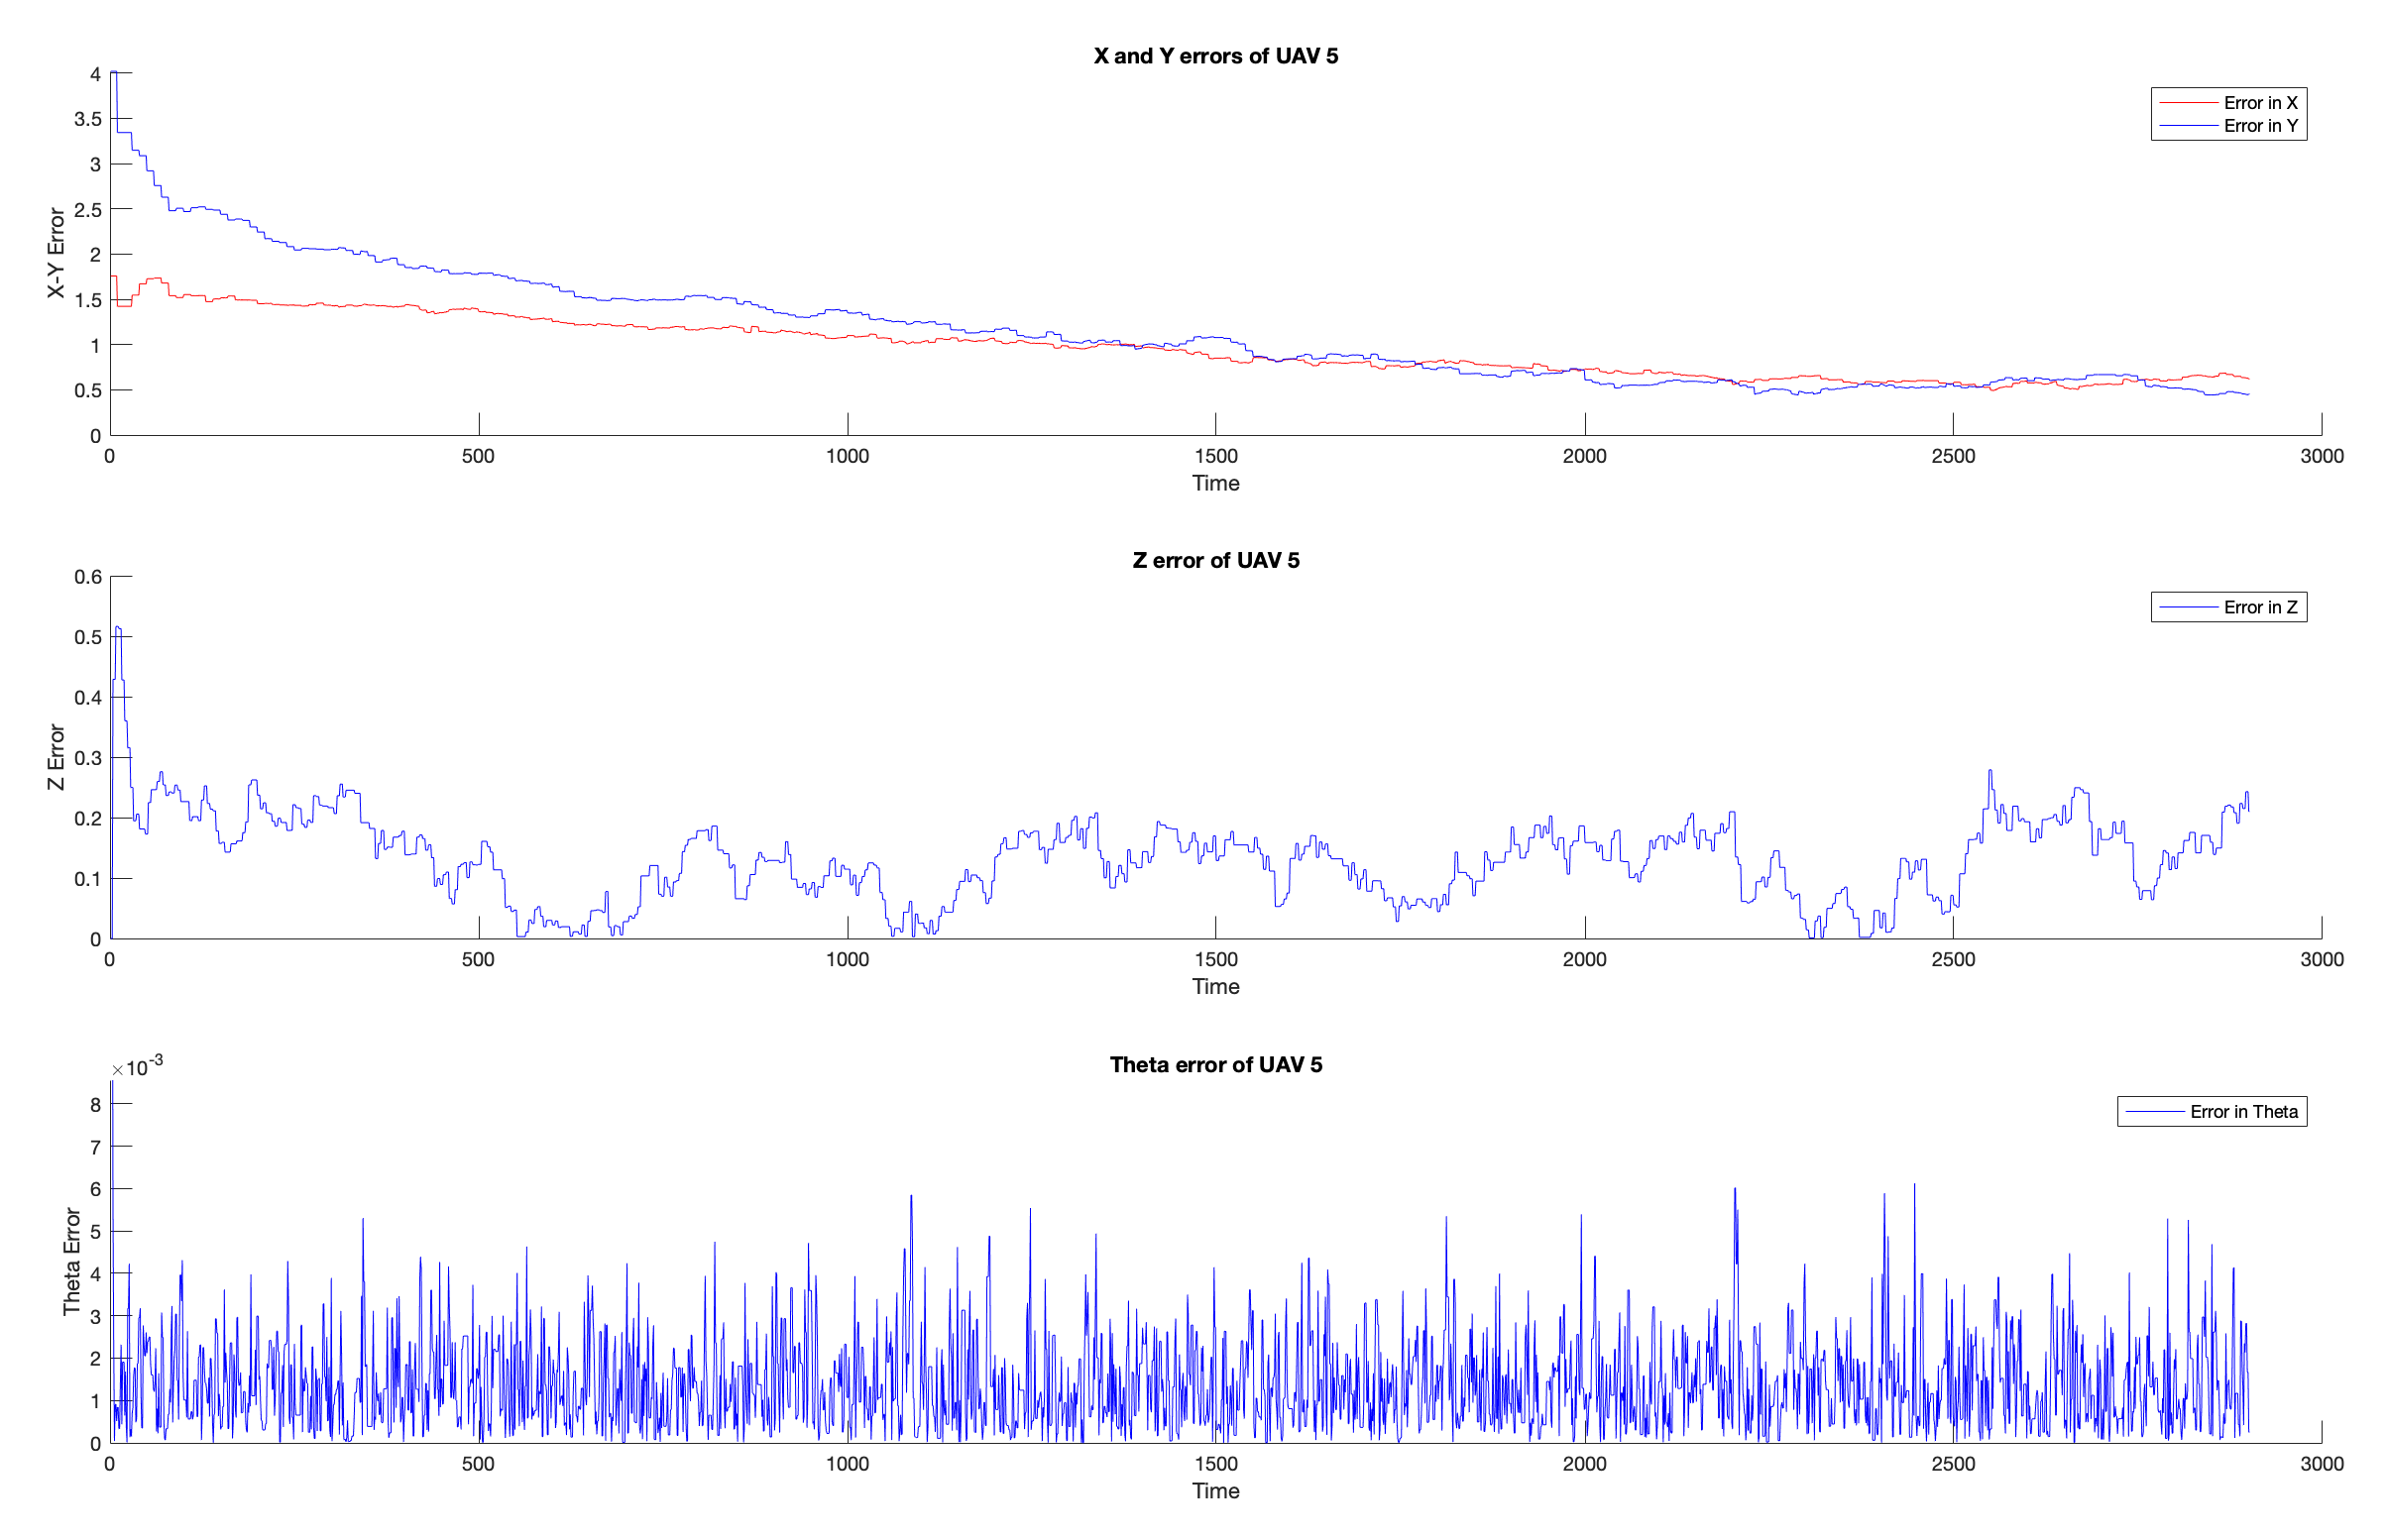 X and Y errors of UAV 5
4
3.5
3
2.5
2
1.5
1
0.5
0
X-Y Error
Error in X
Error in Y
0 500 1000 1500 2000 2500 3000
Time
Z error of UAV 5
0.6
0.5
0.4
0.3
0.2
0.1
0
Z Error
Error in Z
0 500 1000 1500 2000 2500 3000
Time
Theta error of UAV 5
×10-3
8
7
6
5
4
3
2
1
0
Theta Error
Error in Theta
0 500 1000 1500 2000 2500 3000
Time